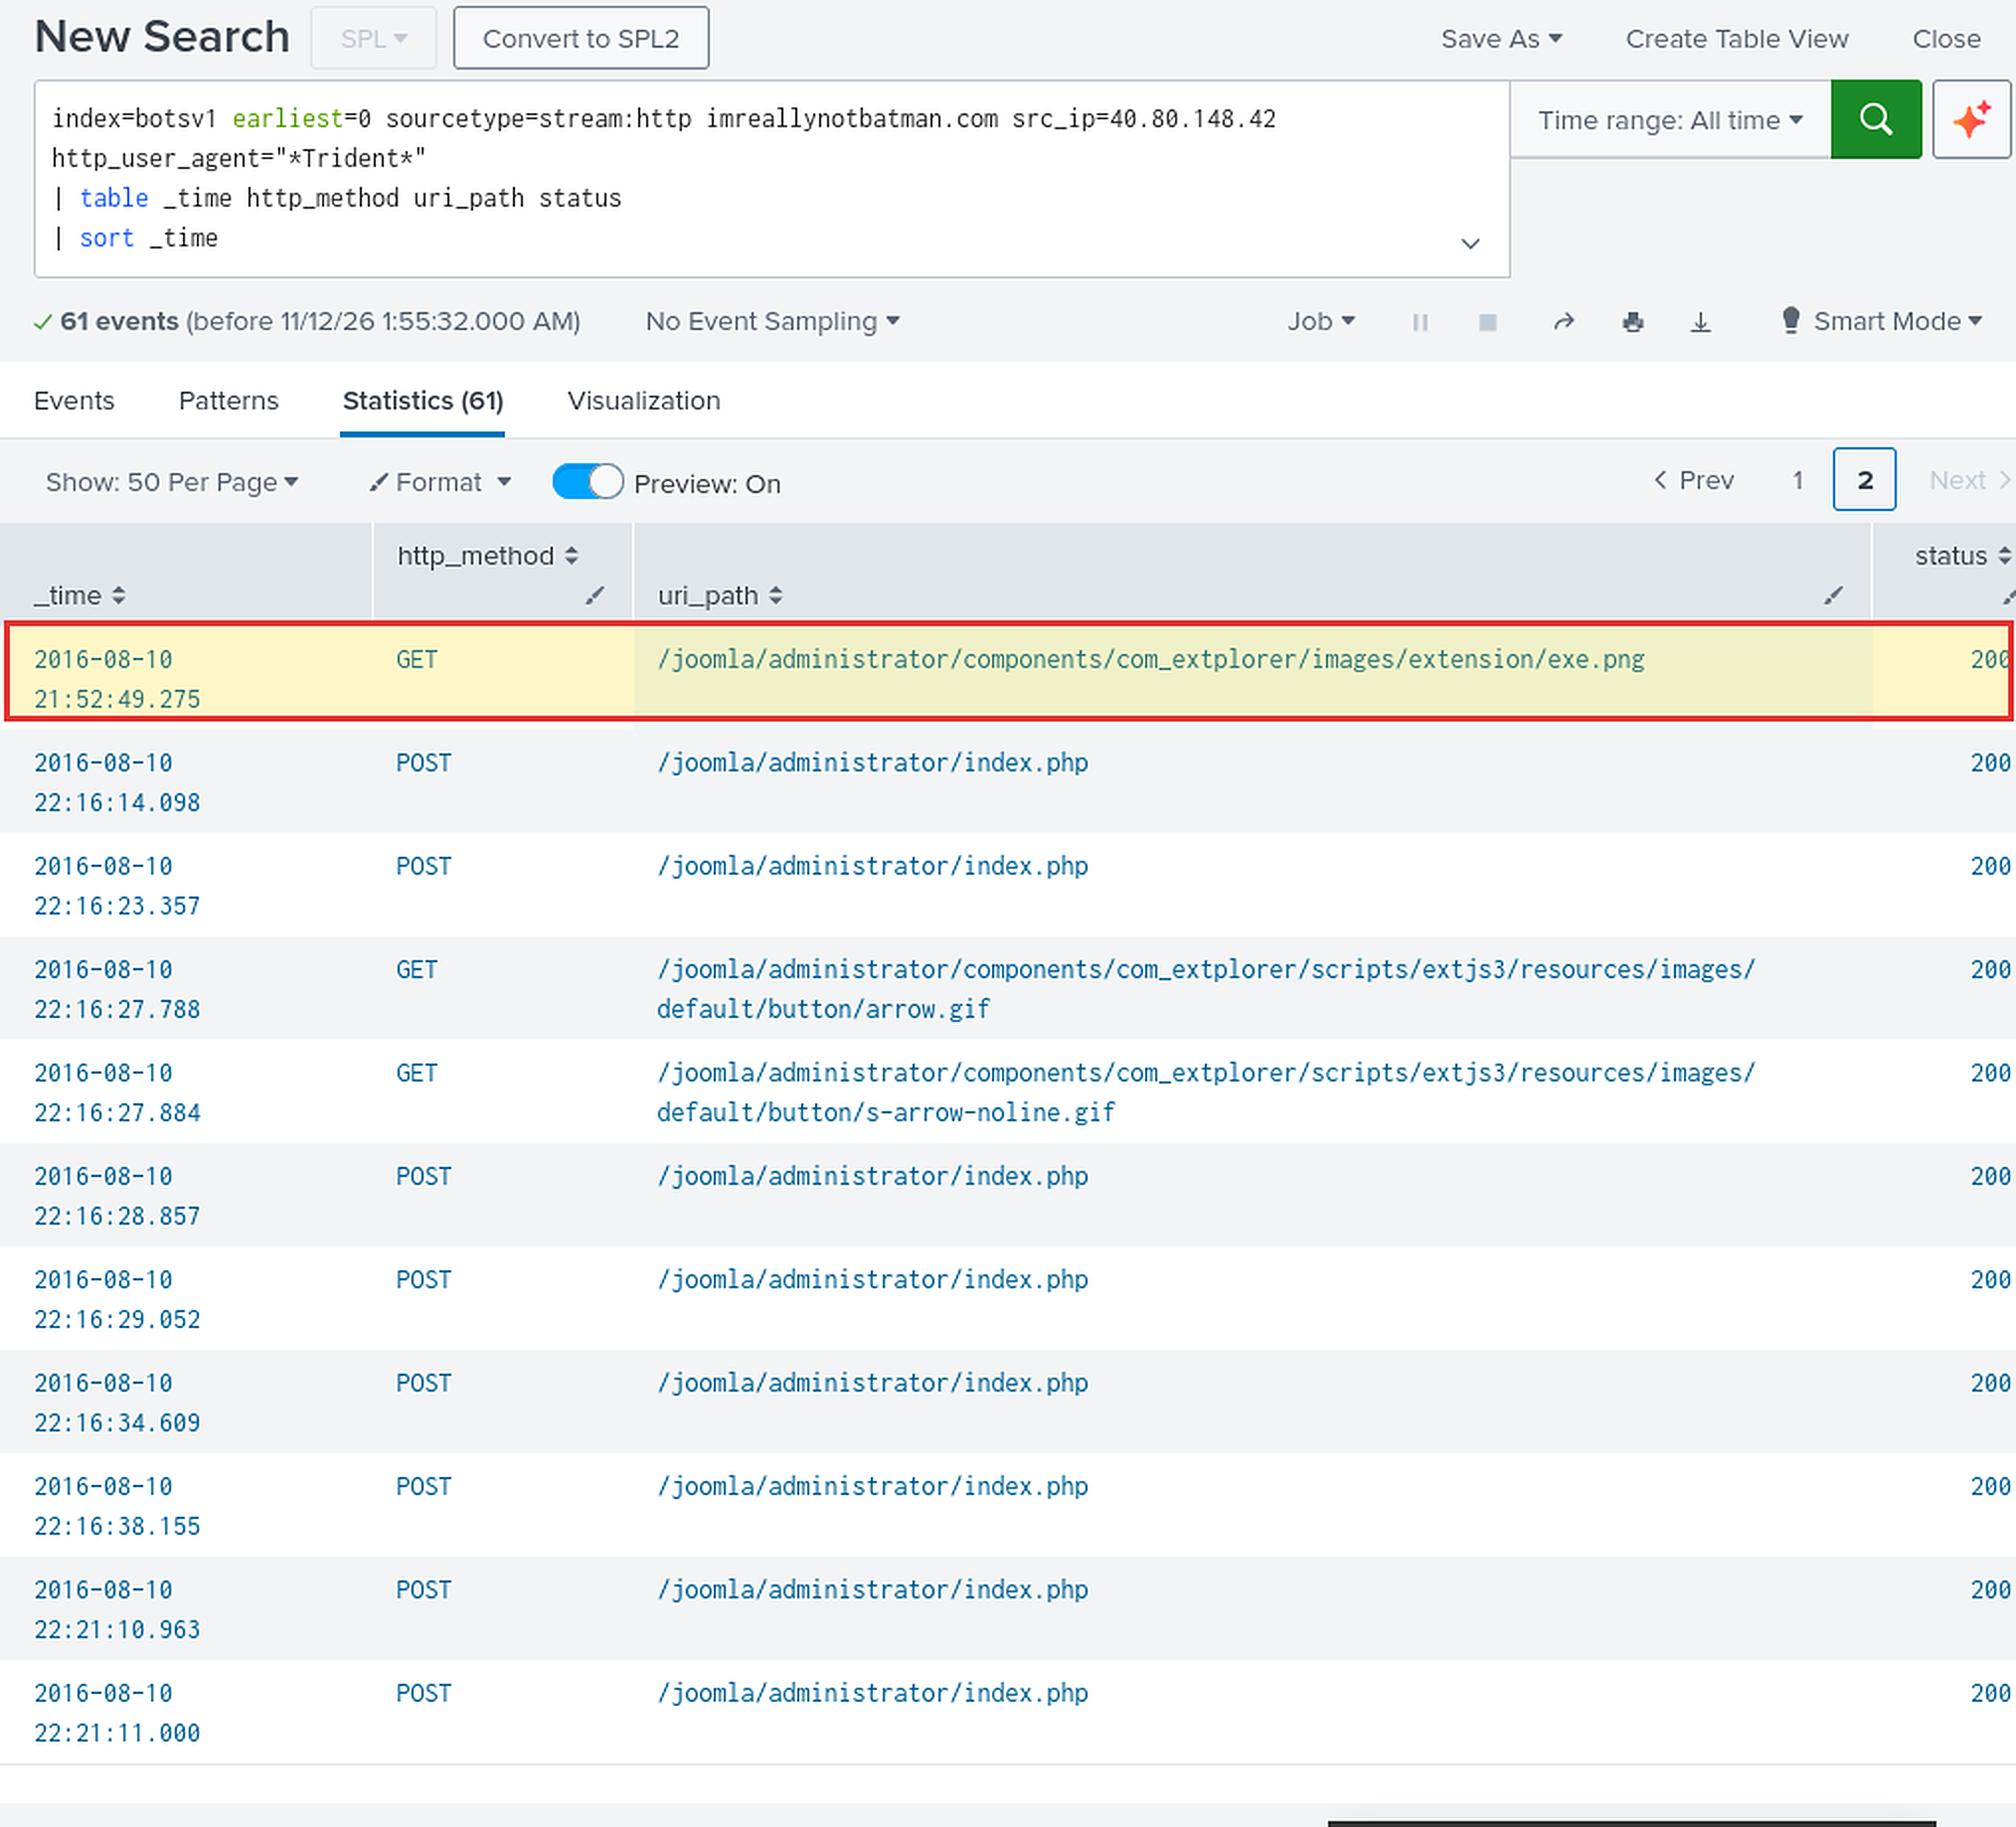 New Search SPL Convert to SPL2 Save As Create Table View Close
index=botsv1 earliest=0 sourcetype=stream:http imreallynotbatman.com src_ip=40.80.148.42
http_user_agent="*Trident*"
| table _time http_method uri_path status
| sort _time
Time range: All time
61 events (before 11/12/26 1:55:32.000 AM) No Event Sampling Job Smart Mode
Events Patterns Statistics (61) Visualization
Show: 50 Per Page Format Preview: On < Prev 1 2 Next >
_time http_method uri_path status
2016-08-10 GET /joomla/administrator/components/com_extplorer/images/extension/exe.png 200
21:52:49.275
2016-08-10 POST /joomla/administrator/index.php 200
22:16:14.098
2016-08-10 POST /joomla/administrator/index.php 200
22:16:23.357
2016-08-10 GET /joomla/administrator/components/com_extplorer/scripts/extjs3/resources/images/ 200
22:16:27.788 default/button/arrow.gif
2016-08-10 GET /joomla/administrator/components/com_extplorer/scripts/extjs3/resources/images/ 200
22:16:27.884 default/button/s-arrow-noline.gif
2016-08-10 POST /joomla/administrator/index.php 200
22:16:28.857
2016-08-10 POST /joomla/administrator/index.php 200
22:16:29.052
2016-08-10 POST /joomla/administrator/index.php 200
22:16:34.609
2016-08-10 POST /joomla/administrator/index.php 200
22:16:38.155
2016-08-10 POST /joomla/administrator/index.php 200
22:21:10.963
2016-08-10 POST /joomla/administrator/index.php 200
22:21:11.000